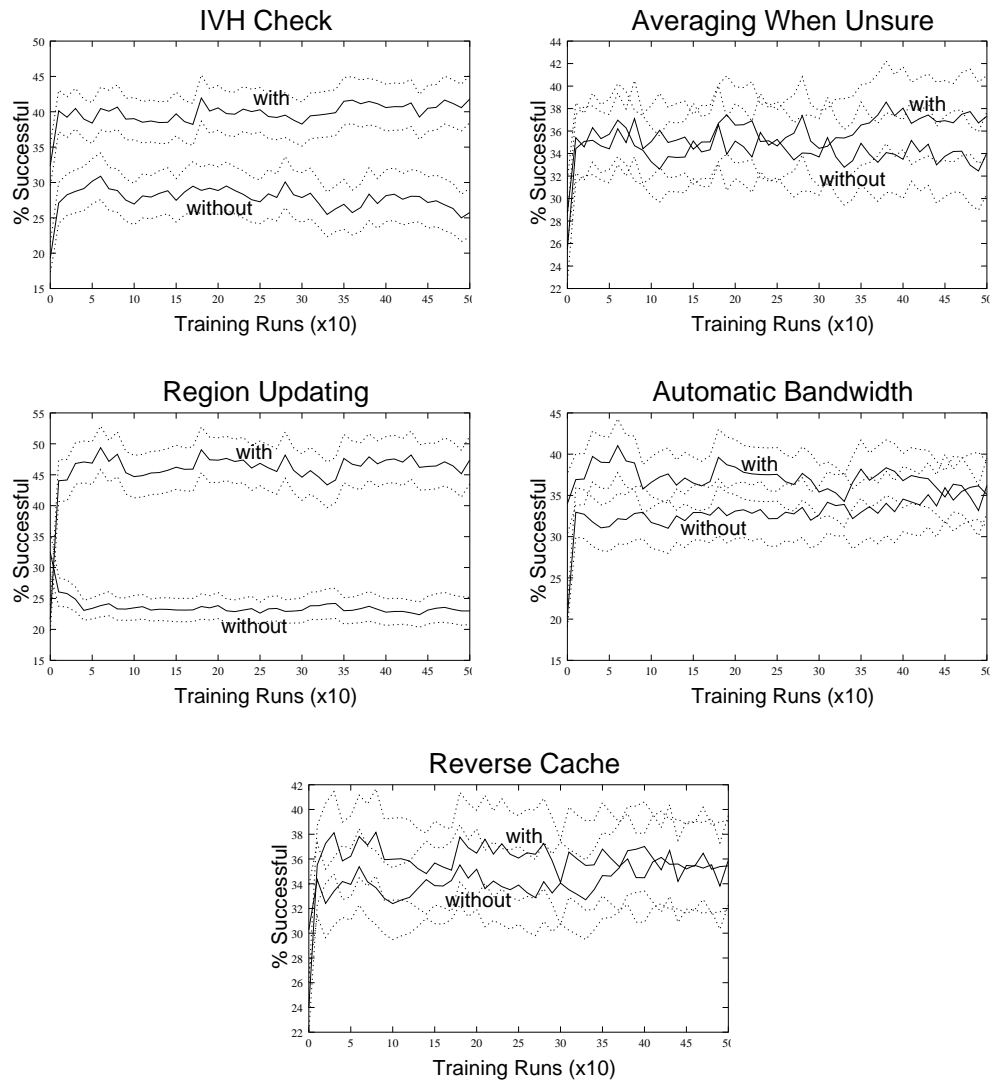 IVH Check
50
45
40
35
30
25
20
15
% Successful
with
without
0 5 10 15 20 25 30 35 40 45 50
Training Runs (x10)
Averaging When Unsure
44
42
40
38
36
34
32
30
28
26
24
22
% Successful
with
without
0 5 10 15 20 25 30 35 40 45 50
Training Runs (x10)
Region Updating
55
50
45
40
35
30
25
20
15
% Successful
with
without
0 5 10 15 20 25 30 35 40 45 50
Training Runs (x10)
Automatic Bandwidth
45
40
35
30
25
20
15
% Successful
with
without
0 5 10 15 20 25 30 35 40 45 50
Training Runs (x10)
Reverse Cache
42
40
38
36
34
32
30
28
26
24
22
% Successful
with
without
0 5 10 15 20 25 30 35 40 45 50
Training Runs (x10)